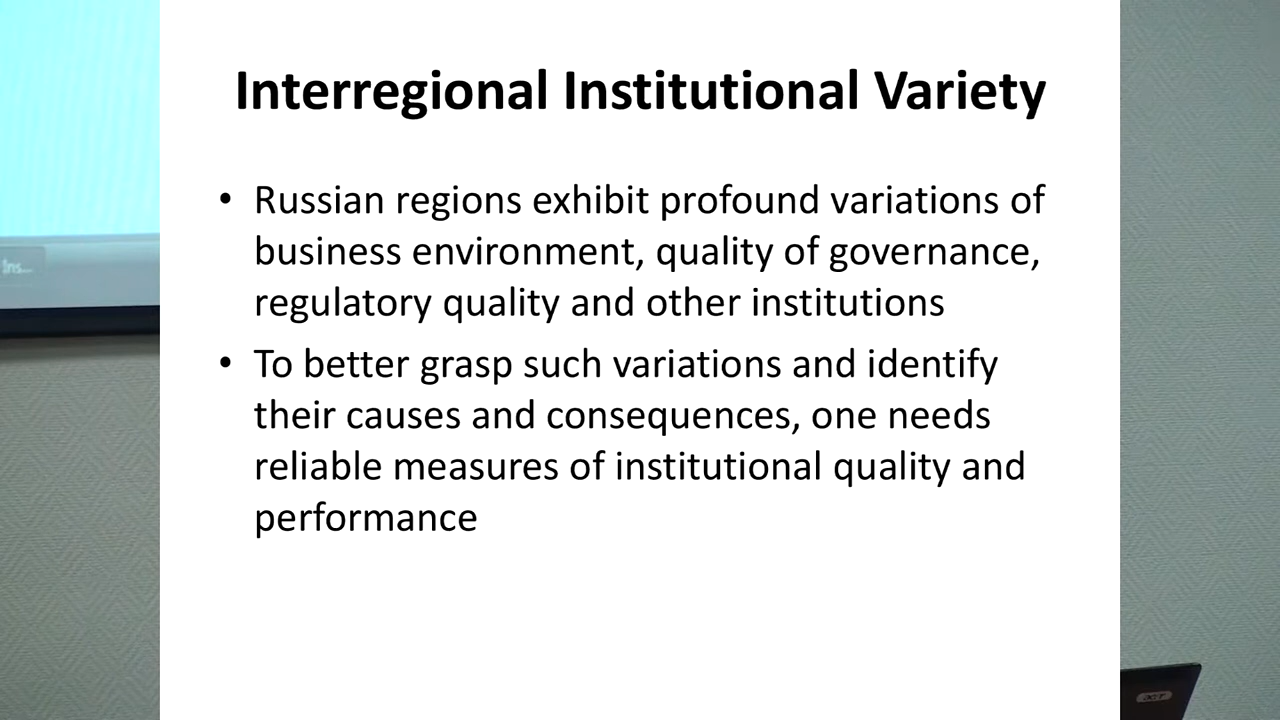 Interregional Institutional Variety
• Russian regions exhibit profound variations of
business environment, quality of governance,
regulatory quality and other institutions
• To better grasp such variations and identify
their causes and consequences, one needs
reliable measures of institutional quality and
performance
Ins...
acer